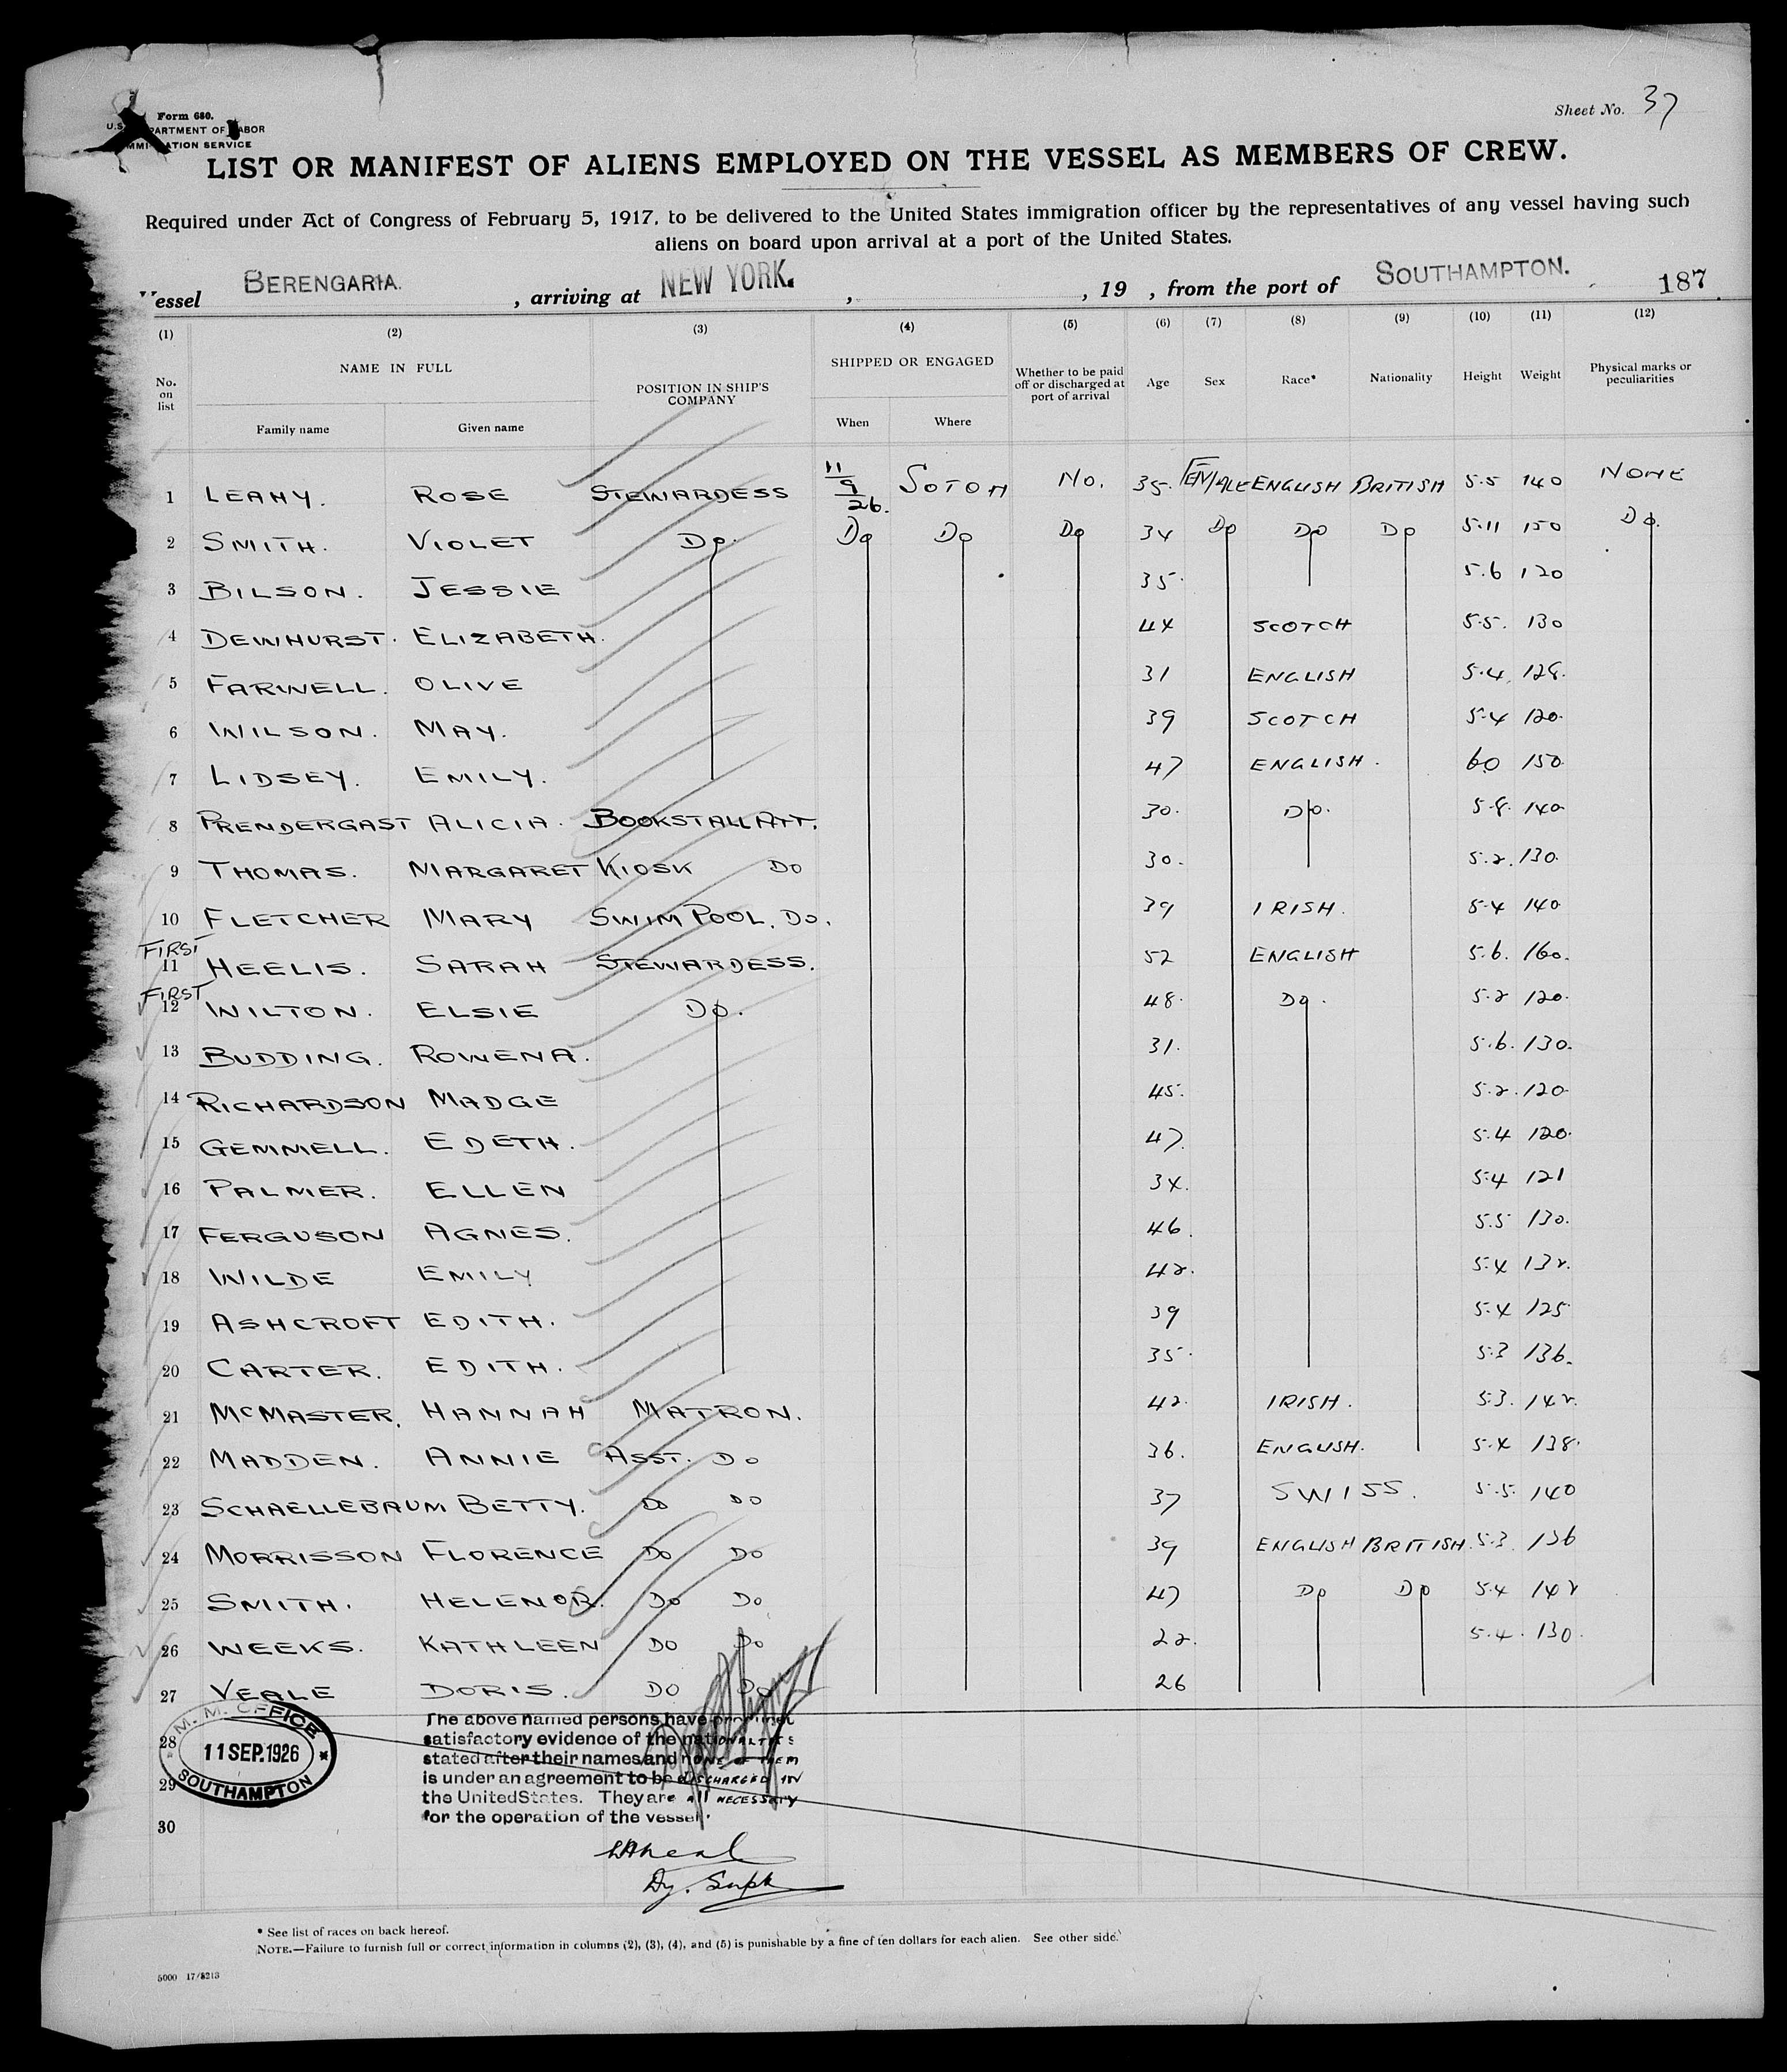 Form 680.
U.S. DEPARTMENT OF LABOR
IMMIGRATION SERVICE
Sheet No. 37
LIST OR MANIFEST OF ALIENS EMPLOYED ON THE VESSEL AS MEMBERS OF CREW.
Required under Act of Congress of February 5, 1917, to be delivered to the United States immigration officer by the representatives of any vessel having such
aliens on board upon arrival at a port of the United States.
Vessel BERENGARIA. , arriving at NEW YORK. , , 19 , from the port of SOUTHAMPTON. 187
(1) (2) (3) (4) (5) (6) (7) (8) (9) (10) (11) (12)
No. on list NAME IN FULL Family name Given name POSITION IN SHIP'S COMPANY SHIPPED OR ENGAGED When Where Whether to be paid off or discharged at port of arrival Age Sex Race* Nationality Height Weight Physical marks or peculiarities
1 LEAHY. ROSE STEWARDESS 11/9/26. SOTON NO. 35. FEMALE ENGLISH BRITISH 5.5 140 NONE
2 SMITH. VIOLET DO. DO DO DO 34 DO DO DO 5.11 150 DO.
3 BILSON. JESSIE 35. 5.6 120
4 DEWHURST. ELIZABETH. 44 SCOTCH 5.5. 130
5 FARWELL. OLIVE 31 ENGLISH 5.4. 128.
6 WILSON. MAY. 39 SCOTCH 5.4 120.
7 LIDSEY. EMILY. 47 ENGLISH. 6.0 150.
8 PRENDERGAST ALICIA. BOOKSTALL ATT. 30. DO. 5.8. 140.
9 THOMAS. MARGARET KIOSK DO 30. 5.2. 130.
10 FLETCHER MARY SWIM POOL. DO. 39 IRISH. 5.4 140.
FIRST
11 HEELIS. SARAH STEWARDESS. 52 ENGLISH 5.6. 160.
FIRST
12 WILTON. ELSIE DO. 48. DO. 5.2 120.
13 BUDDING. ROWENA. 31. 5.6. 130.
14 RICHARDSON MADGE 45. 5.2. 120.
15 GEMMELL. EDETH. 47. 5.4 120.
16 PALMER. ELLEN 34. 5.4 121
17 FERGUSON AGNES. 46. 5.5 130.
18 WILDE EMILY 42. 5.4 132.
19 ASHCROFT EDITH. 39 5.4 125.
20 CARTER. EDITH. 35. 5.3 136.
21 McMASTER. HANNAH MATRON. 42. IRISH. 5.3. 142.
22 MADDEN. ANNIE ASST. DO 36. ENGLISH. 5.4 138.
23 SCHAELLEBAUM BETTY. DO DO 37 SWISS. 5.5. 140
24 MORRISSON FLORENCE DO DO 39 ENGLISH BRITISH. 5.3. 136
25 SMITH. HELENOR. DO DO 47 DO DO 5.4 142
26 WEEKS. KATHLEEN DO DO 22. 5.4. 130.
27 VEALE DORIS. DO DO 26
28
29
30
M. M. OFFICE
11 SEP. 1926
SOUTHAMPTON
The above named persons have produced
satisfactory evidence of the nationalities
stated after their names and none of them
is under an agreement to be discharged in
the United States. They are all necessary
for the operation of the vessel.
Dy. Supt
* See list of races on back hereof.
NOTE.—Failure to furnish full or correct information in columns (2), (3), (4), and (5) is punishable by a fine of ten dollars for each alien. See other side.
5000 17/8213